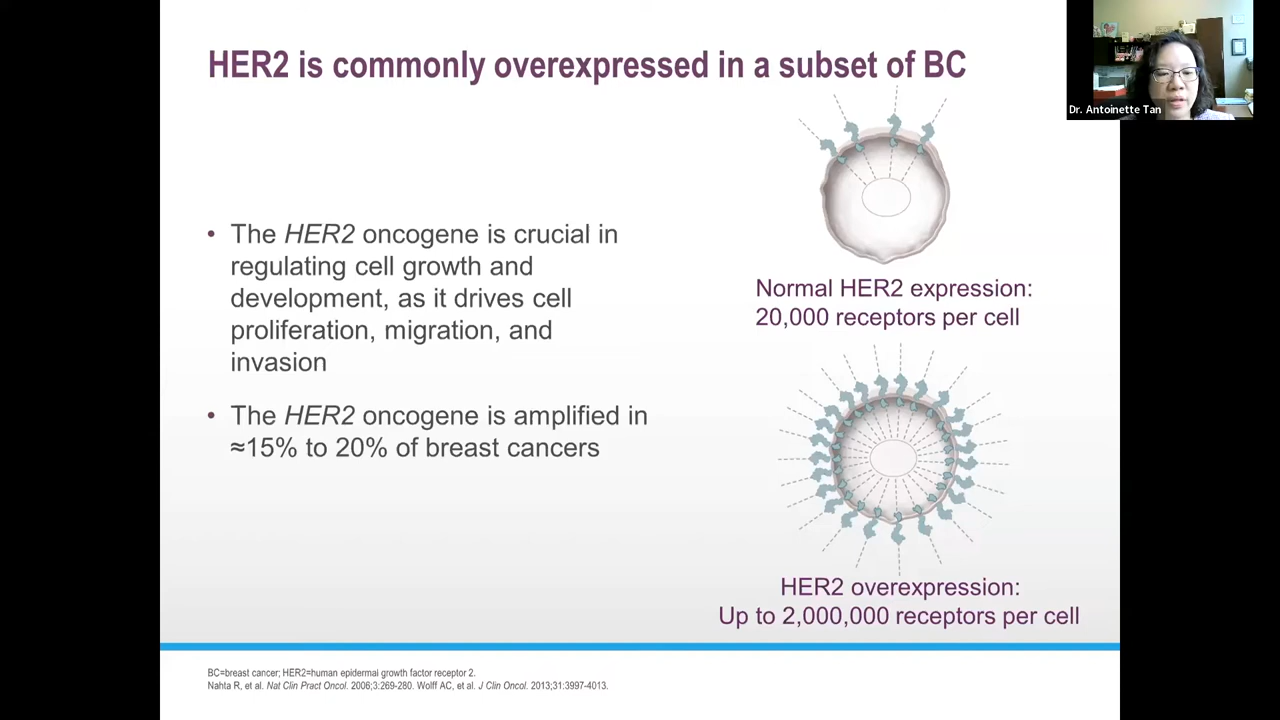 HER2 is commonly overexpressed in a subset of BC
Dr. Antoinette Tan
• The HER2 oncogene is crucial in
regulating cell growth and
development, as it drives cell
proliferation, migration, and
invasion
• The HER2 oncogene is amplified in
≈15% to 20% of breast cancers
Normal HER2 expression:
20,000 receptors per cell
HER2 overexpression:
Up to 2,000,000 receptors per cell
BC=breast cancer; HER2=human epidermal growth factor receptor 2.
Nahta R, et al. Nat Clin Pract Oncol. 2006;3:269-280. Wolff AC, et al. J Clin Oncol. 2013;31:3997-4013.